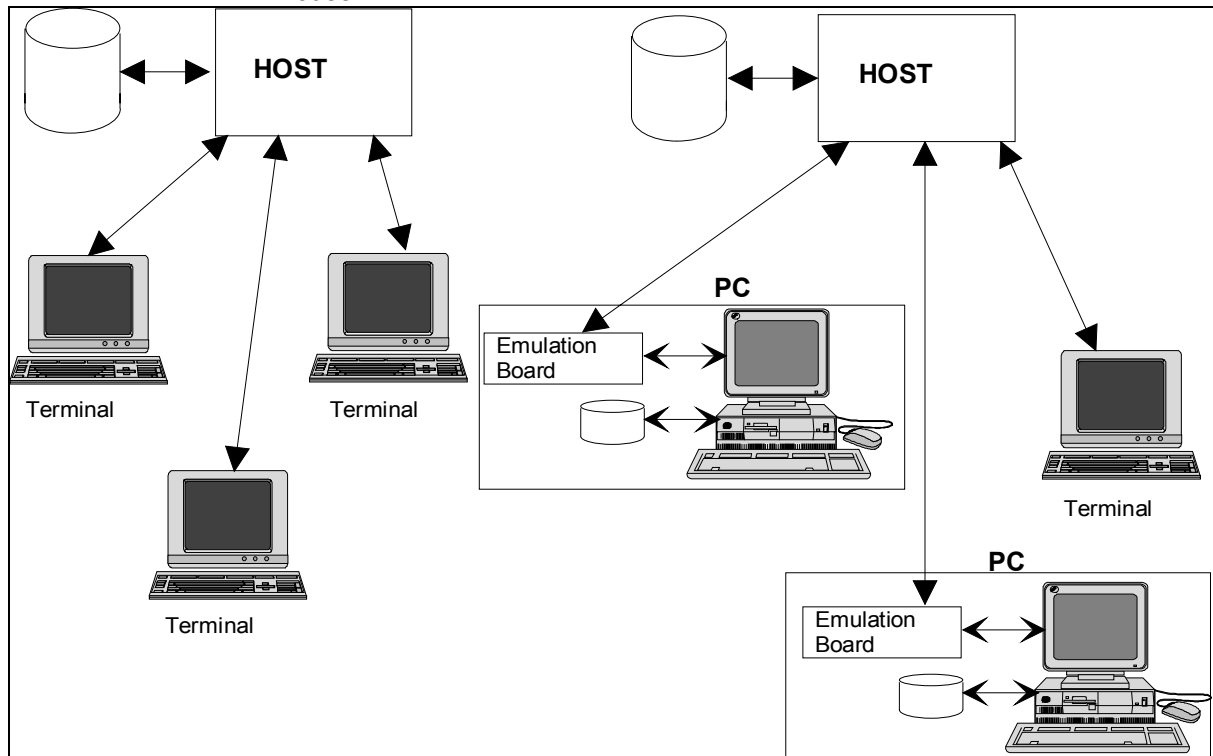 HOST
HOST
Terminal
Terminal
Terminal
PC
Emulation
Board
Terminal
PC
Emulation
Board